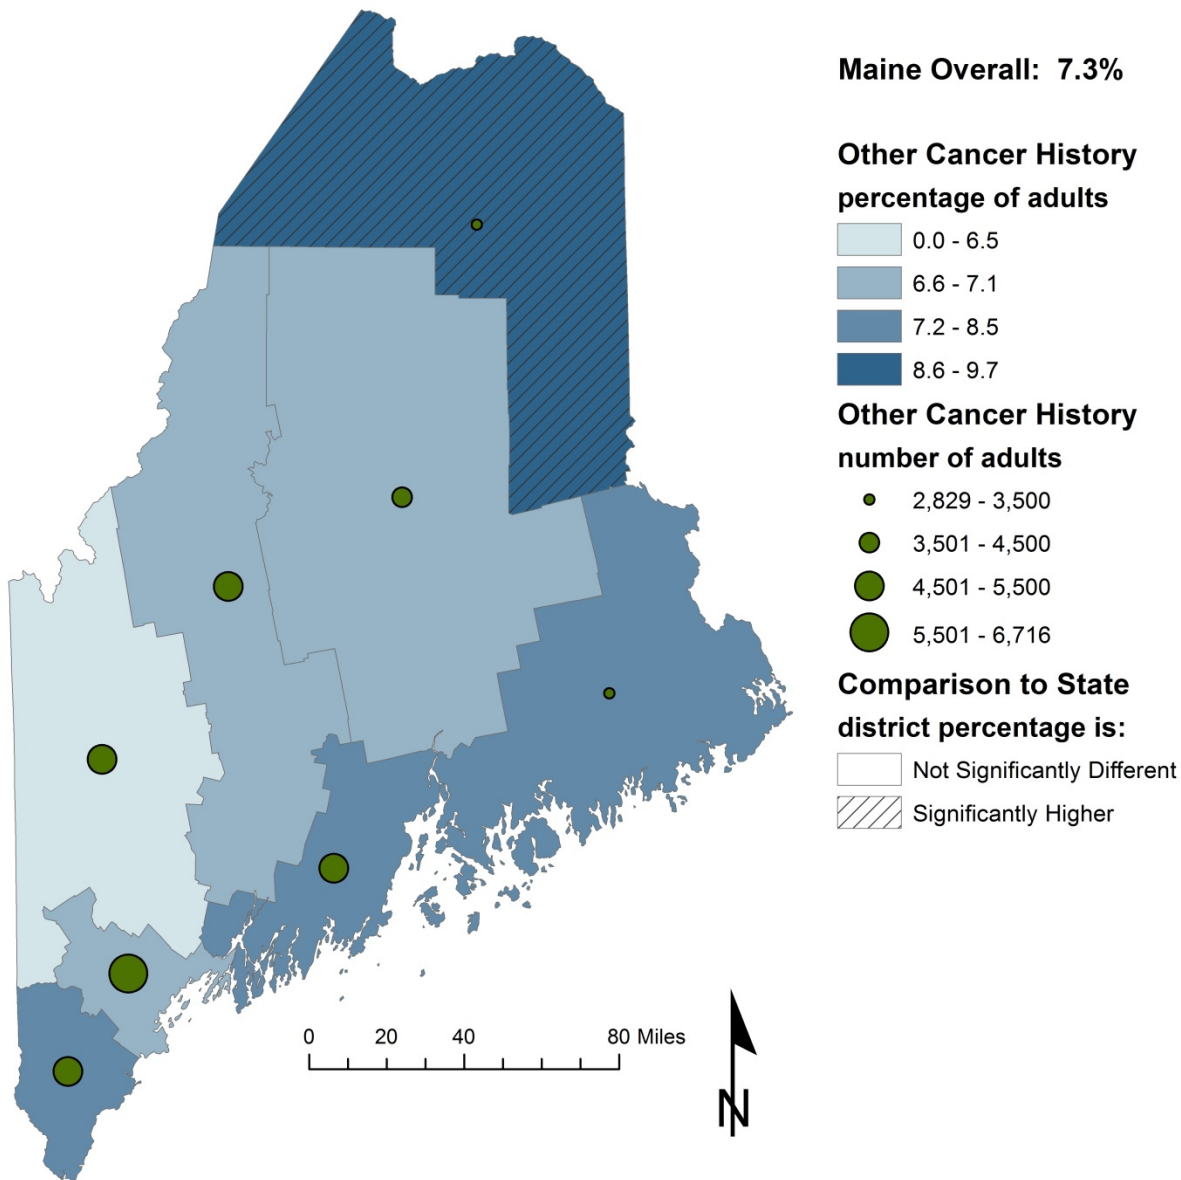 Maine Overall: 7.3%
Other Cancer History
percentage of adults
0.0 - 6.5
6.6 - 7.1
7.2 - 8.5
8.6 - 9.7
Other Cancer History
number of adults
2,829 - 3,500
3,501 - 4,500
4,501 - 5,500
5,501 - 6,716
Comparison to State
district percentage is:
Not Significantly Different
Significantly Higher
0 20 40 80 Miles
N